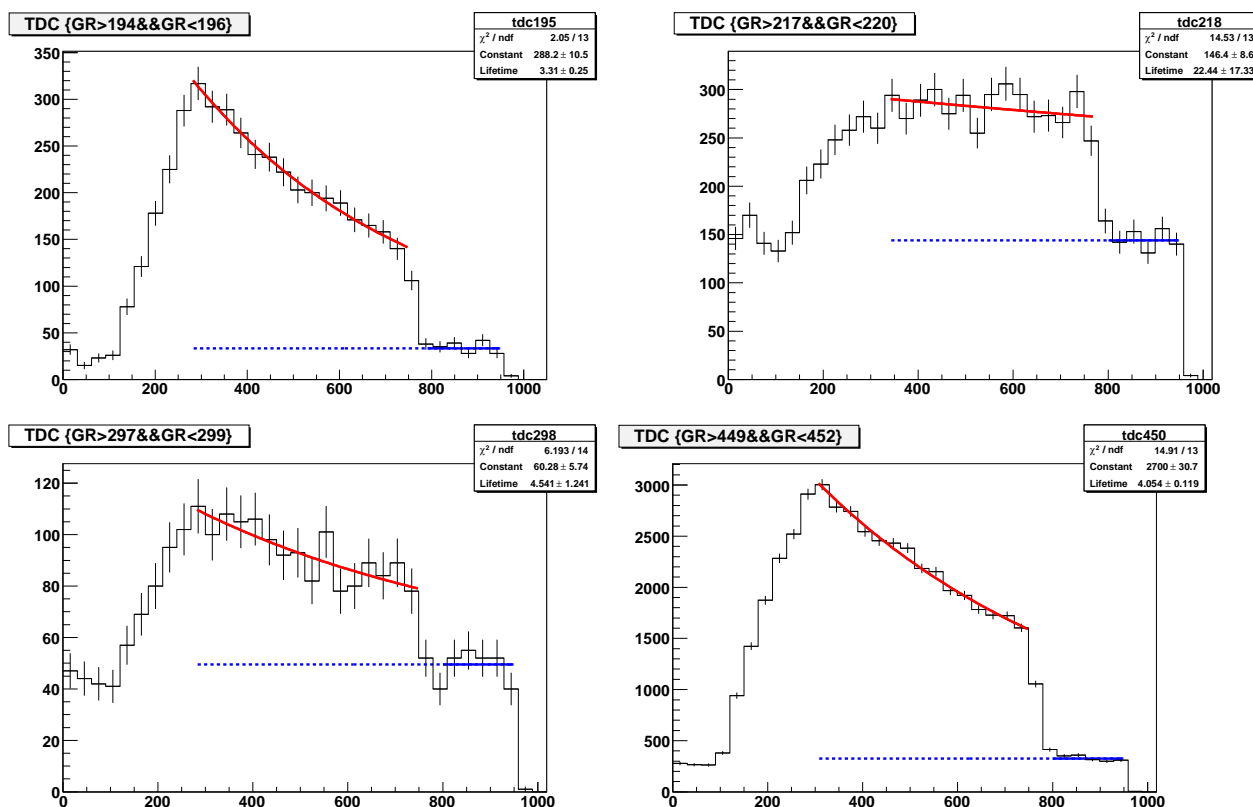 TDC {GR>194&&GR<196}
tdc195
χ² / ndf 2.05 / 13
Constant 288.2 ± 10.5
Lifetime 3.31 ± 0.25
350
300
250
200
150
100
50
0
0 200 400 600 800 1000
TDC {GR>217&&GR<220}
tdc218
χ² / ndf 14.53 / 13
Constant 146.4 ± 8.6
Lifetime 22.44 ± 17.33
300
250
200
150
100
50
0
0 200 400 600 800 1000
TDC {GR>297&&GR<299}
tdc298
χ² / ndf 6.193 / 14
Constant 60.28 ± 5.74
Lifetime 4.541 ± 1.241
120
100
80
60
40
20
0
0 200 400 600 800 1000
TDC {GR>449&&GR<452}
tdc450
χ² / ndf 14.91 / 13
Constant 2700 ± 30.7
Lifetime 4.054 ± 0.119
3000
2500
2000
1500
1000
500
0
0 200 400 600 800 1000